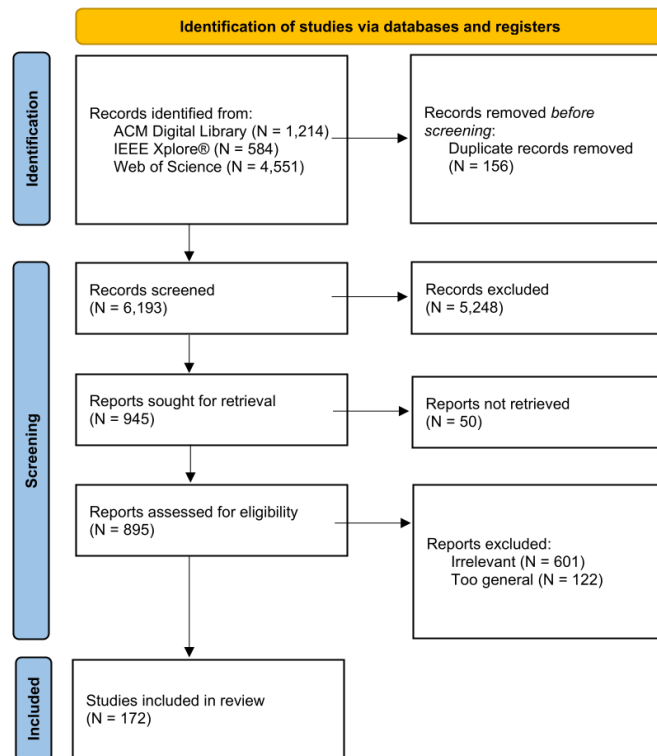 Identification of studies via databases and registers
Identification
Records identified from:
ACM Digital Library (N = 1,214)
IEEE Xplore® (N = 584)
Web of Science (N = 4,551)
Records removed before
screening:
Duplicate records removed
(N = 156)
Screening
Records screened
(N = 6,193)
Records excluded
(N = 5,248)
Reports sought for retrieval
(N = 945)
Reports not retrieved
(N = 50)
Reports assessed for eligibility
(N = 895)
Reports excluded:
Irrelevant (N = 601)
Too general (N = 122)
Included
Studies included in review
(N = 172)